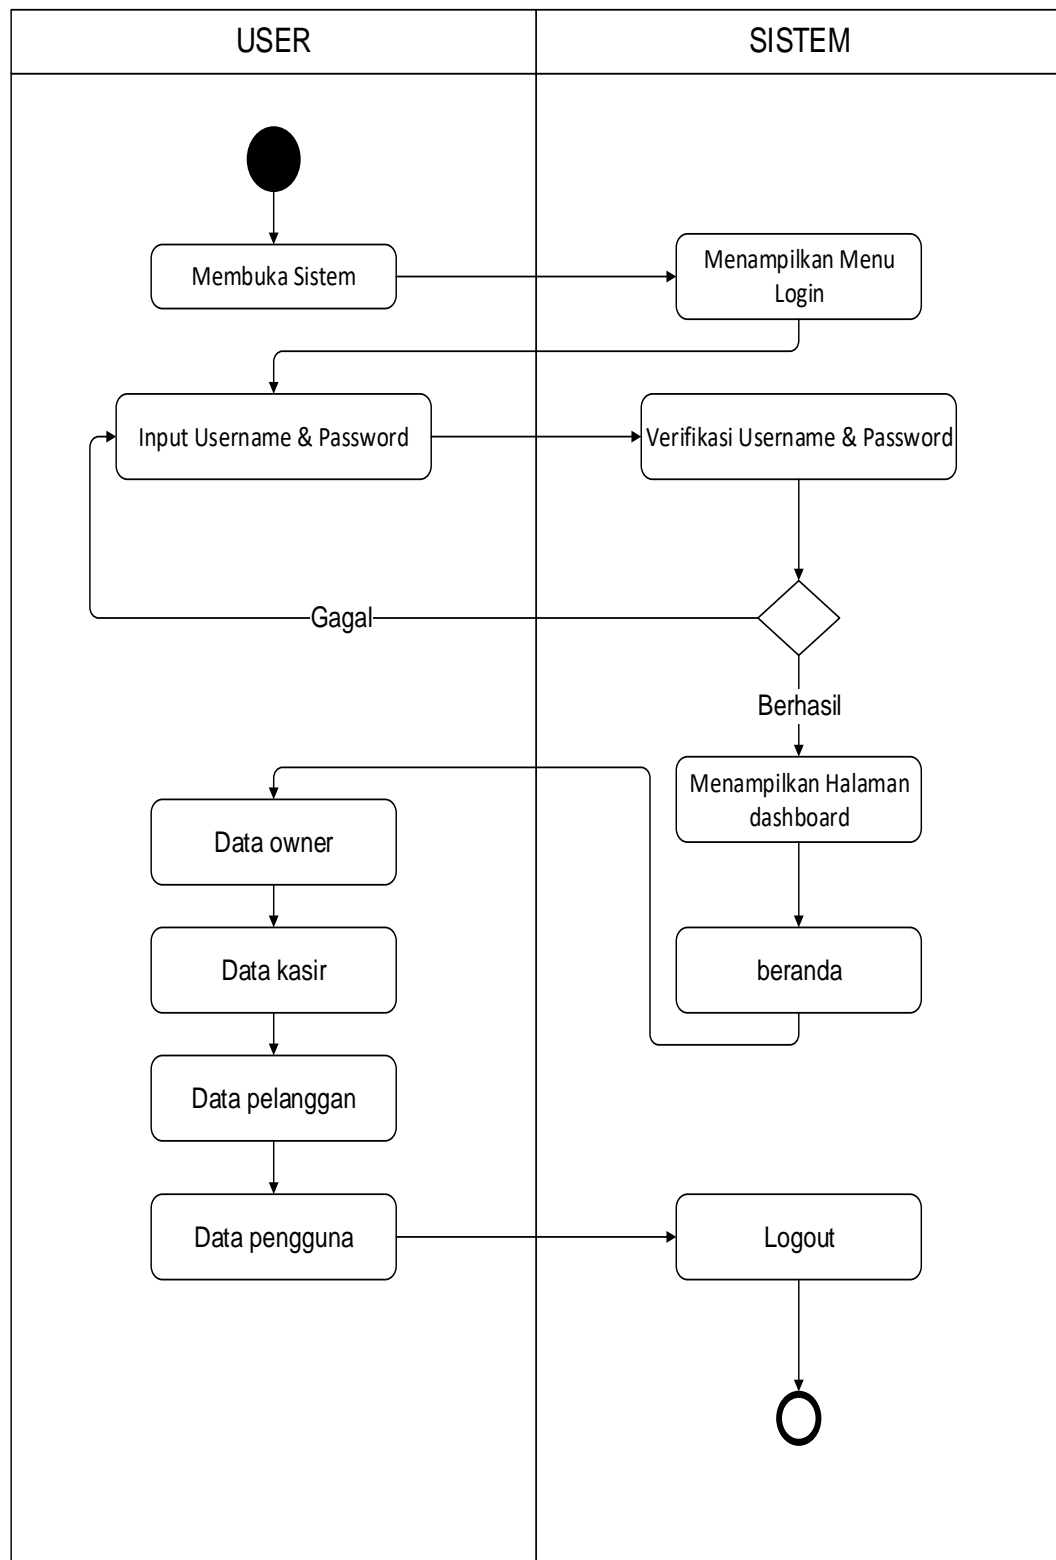 USER
SISTEM
Membuka Sistem
Menampilkan Menu
Login
Input Username & Password
Verifikasi Username & Password
Gagal
Berhasil
Menampilkan Halaman
dashboard
Data owner
Data kasir
beranda
Data pelanggan
Data pengguna
Logout